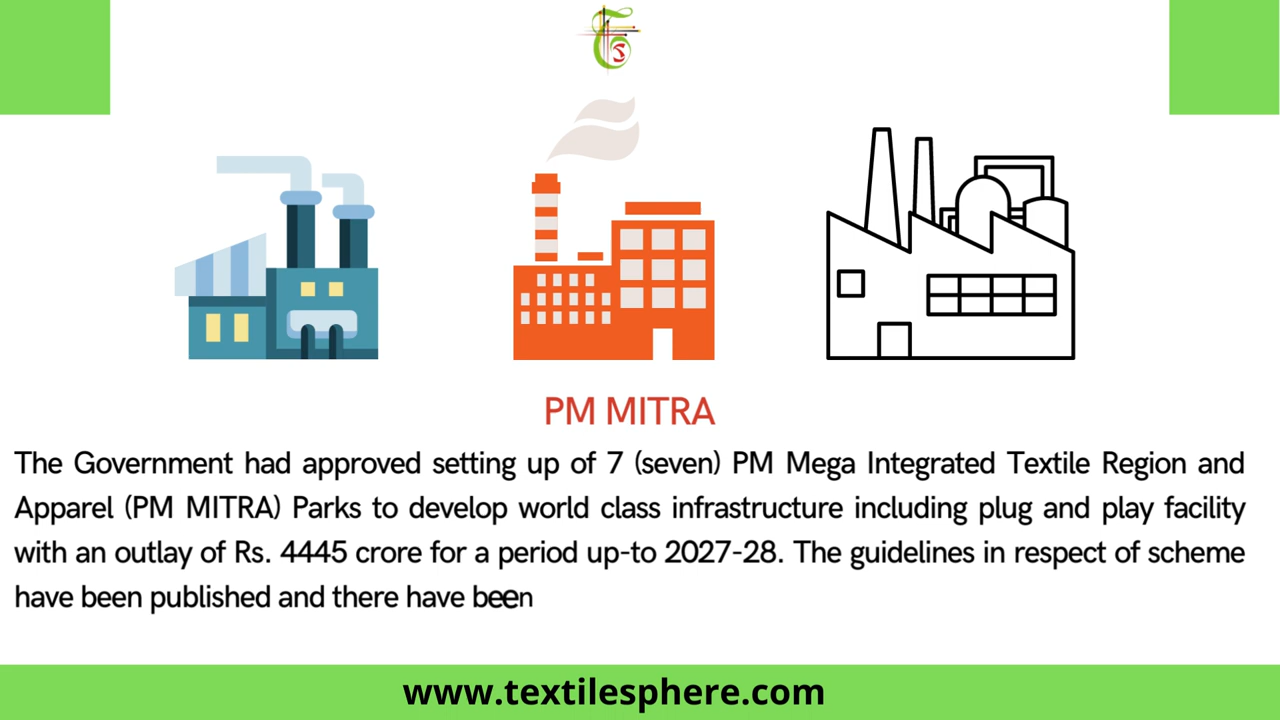 PM MITRA
The Government had approved setting up of 7 (seven) PM Mega Integrated Textile Region and
Apparel (PM MITRA) Parks to develop world class infrastructure including plug and play facility
with an outlay of Rs. 4445 crore for a period up-to 2027-28. The guidelines in respect of scheme
have been published and there have been
www.textilesphere.com